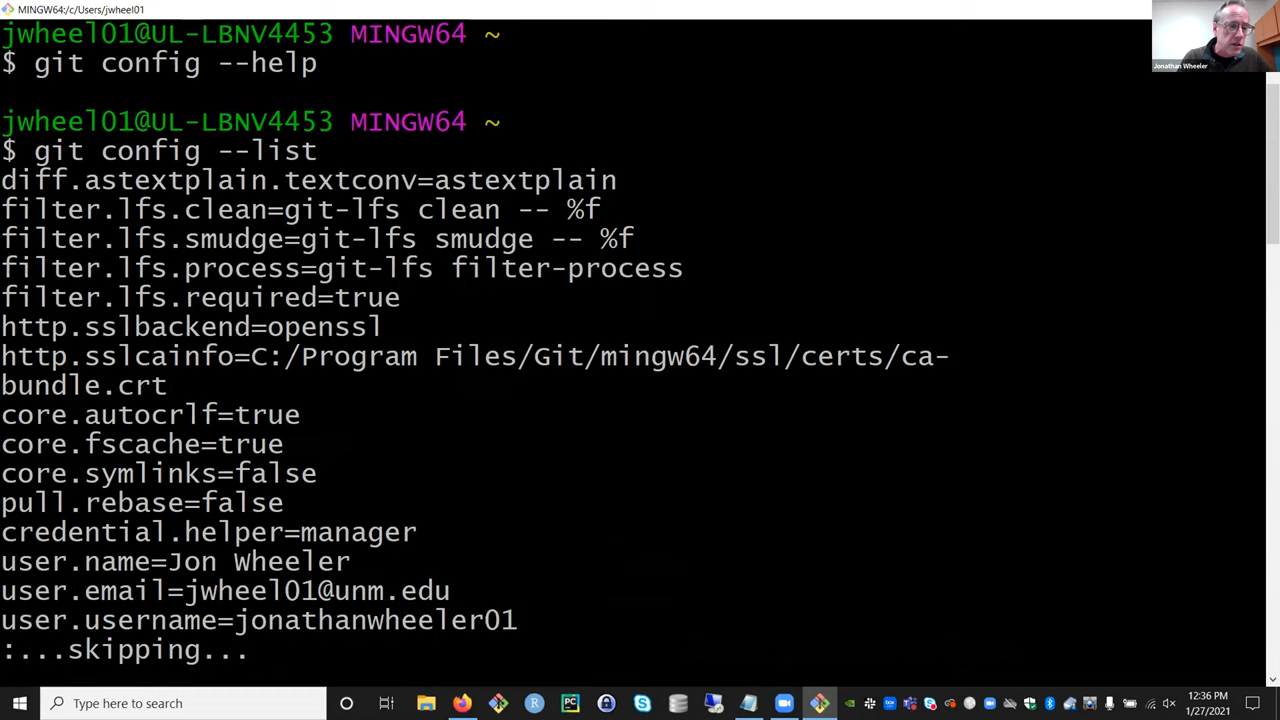 MINGW64:/c/Users/jwheel01
jwheel01@UL-LBNV4453 MINGW64 ~
$ git config --help
jwheel01@UL-LBNV4453 MINGW64 ~
$ git config --list
diff.astextplain.textconv=astextplain
filter.lfs.clean=git-lfs clean -- %f
filter.lfs.smudge=git-lfs smudge -- %f
filter.lfs.process=git-lfs filter-process
filter.lfs.required=true
http.sslbackend=openssl
http.sslcainfo=C:/Program Files/Git/mingw64/ssl/certs/ca-
bundle.crt
core.autocrlf=true
core.fscache=true
core.symlinks=false
pull.rebase=false
credential.helper=manager
user.name=Jon Wheeler
user.email=jwheel01@unm.edu
user.username=jonathanwheeler01
:...skipping...
Jonathan Wheeler
Type here to search
12:36 PM
1/27/2021